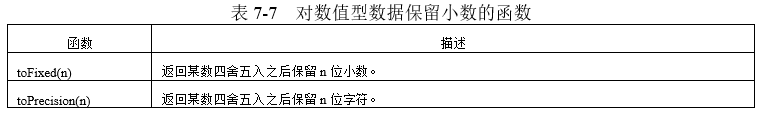 表 7-7 对数值型数据保留小数的函数
函数 描述
toFixed(n) 返回某数四舍五入之后保留 n 位小数。
toPrecision(n) 返回某数四舍五入之后保留 n 位字符。